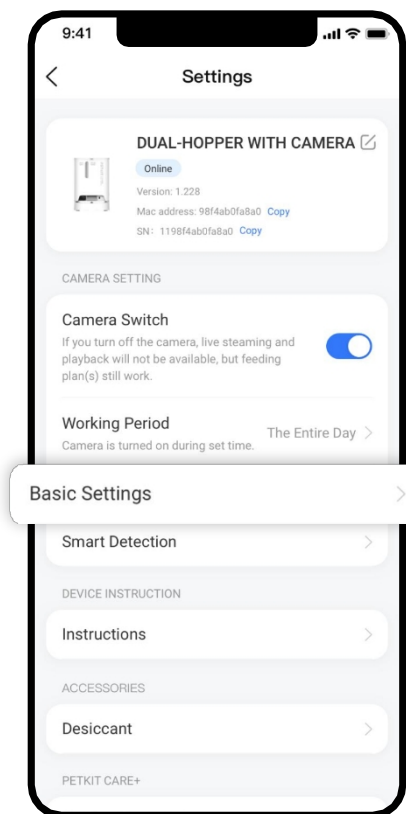 9:41
Settings
DUAL-HOPPER WITH CAMERA
Online
Version: 1.228
Mac address: 98f4ab0fa8a0 Copy
SN: 1198f4ab0fa8a0 Copy
CAMERA SETTING
Camera Switch
If you turn off the camera, live steaming and
playback will not be available, but feeding
plan(s) still work.
Working Period
The Entire Day
Camera is turned on during set time.
Basic Settings
Smart Detection
DEVICE INSTRUCTION
Instructions
ACCESSORIES
Desiccant
PETKIT CARE+